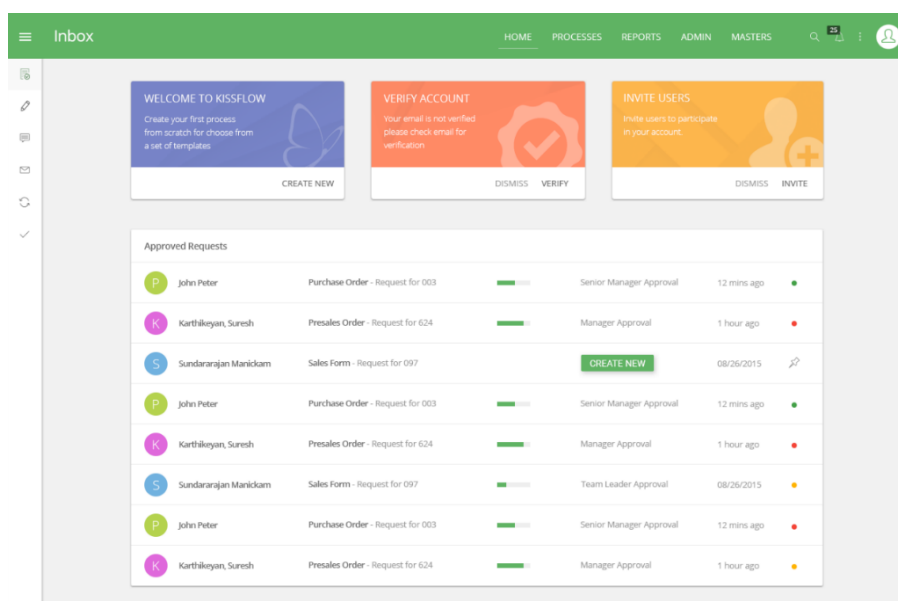 Inbox
HOME PROCESSES REPORTS ADMIN MASTERS 25
WELCOME TO KISSFLOW
Create your first process
from scratch for choose from
a set of templates
CREATE NEW
VERIFY ACCOUNT
Your email is not verified
please check email for
verification
DISMISS VERIFY
INVITE USERS
Invite users to participate
in your account.
DISMISS INVITE
Approved Requests
P John Peter Purchase Order - Request for 003 Senior Manager Approval 12 mins ago
K Karthikeyan, Suresh Presales Order - Request for 624 Manager Approval 1 hour ago
S Sundararajan Manickam Sales Form - Request for 097 CREATE NEW 08/26/2015
P John Peter Purchase Order - Request for 003 Senior Manager Approval 12 mins ago
K Karthikeyan, Suresh Presales Order - Request for 624 Manager Approval 1 hour ago
S Sundararajan Manickam Sales Form - Request for 097 Team Leader Approval 08/26/2015
P John Peter Purchase Order - Request for 003 Senior Manager Approval 12 mins ago
K Karthikeyan, Suresh Presales Order - Request for 624 Manager Approval 1 hour ago